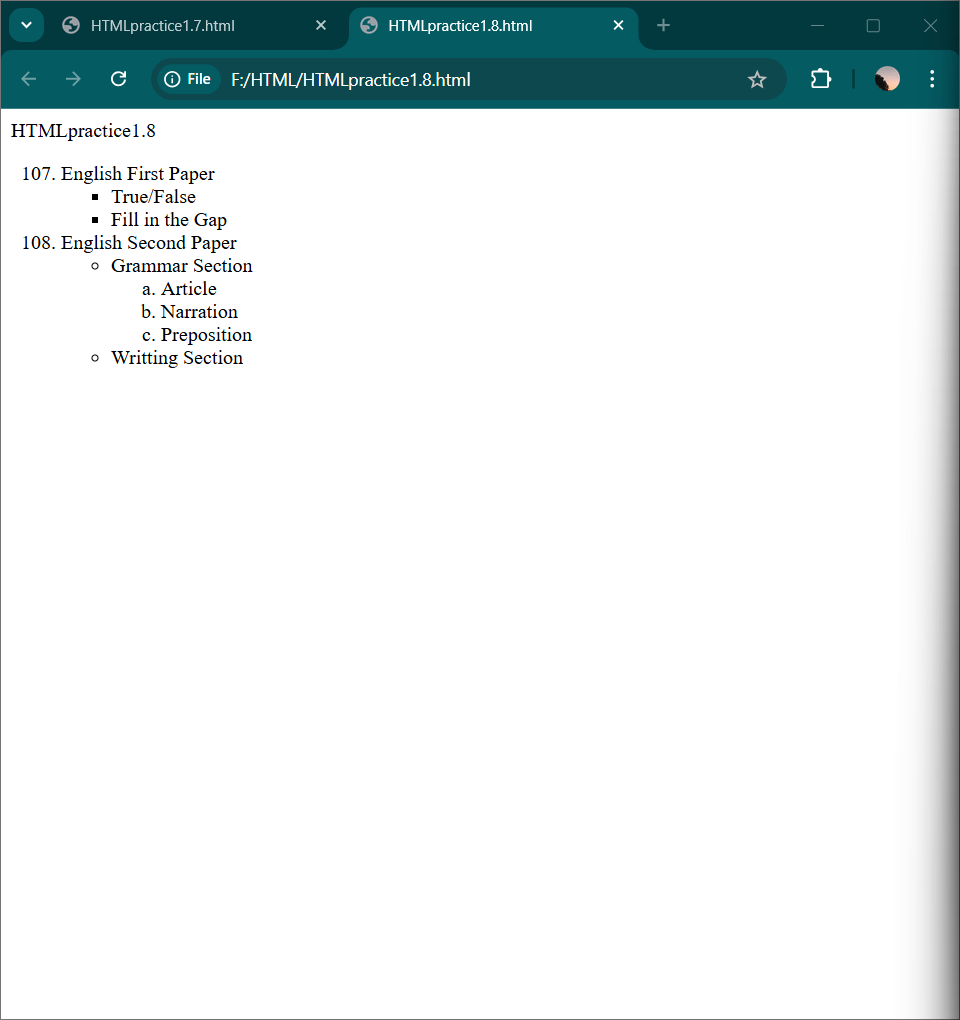 HTMLpractice1.7.html
HTMLpractice1.8.html
File
F:/HTML/HTMLpractice1.8.html
HTMLpractice1.8
107. English First Paper
True/False
Fill in the Gap
108. English Second Paper
Grammar Section
a. Article
b. Narration
c. Preposition
Writting Section